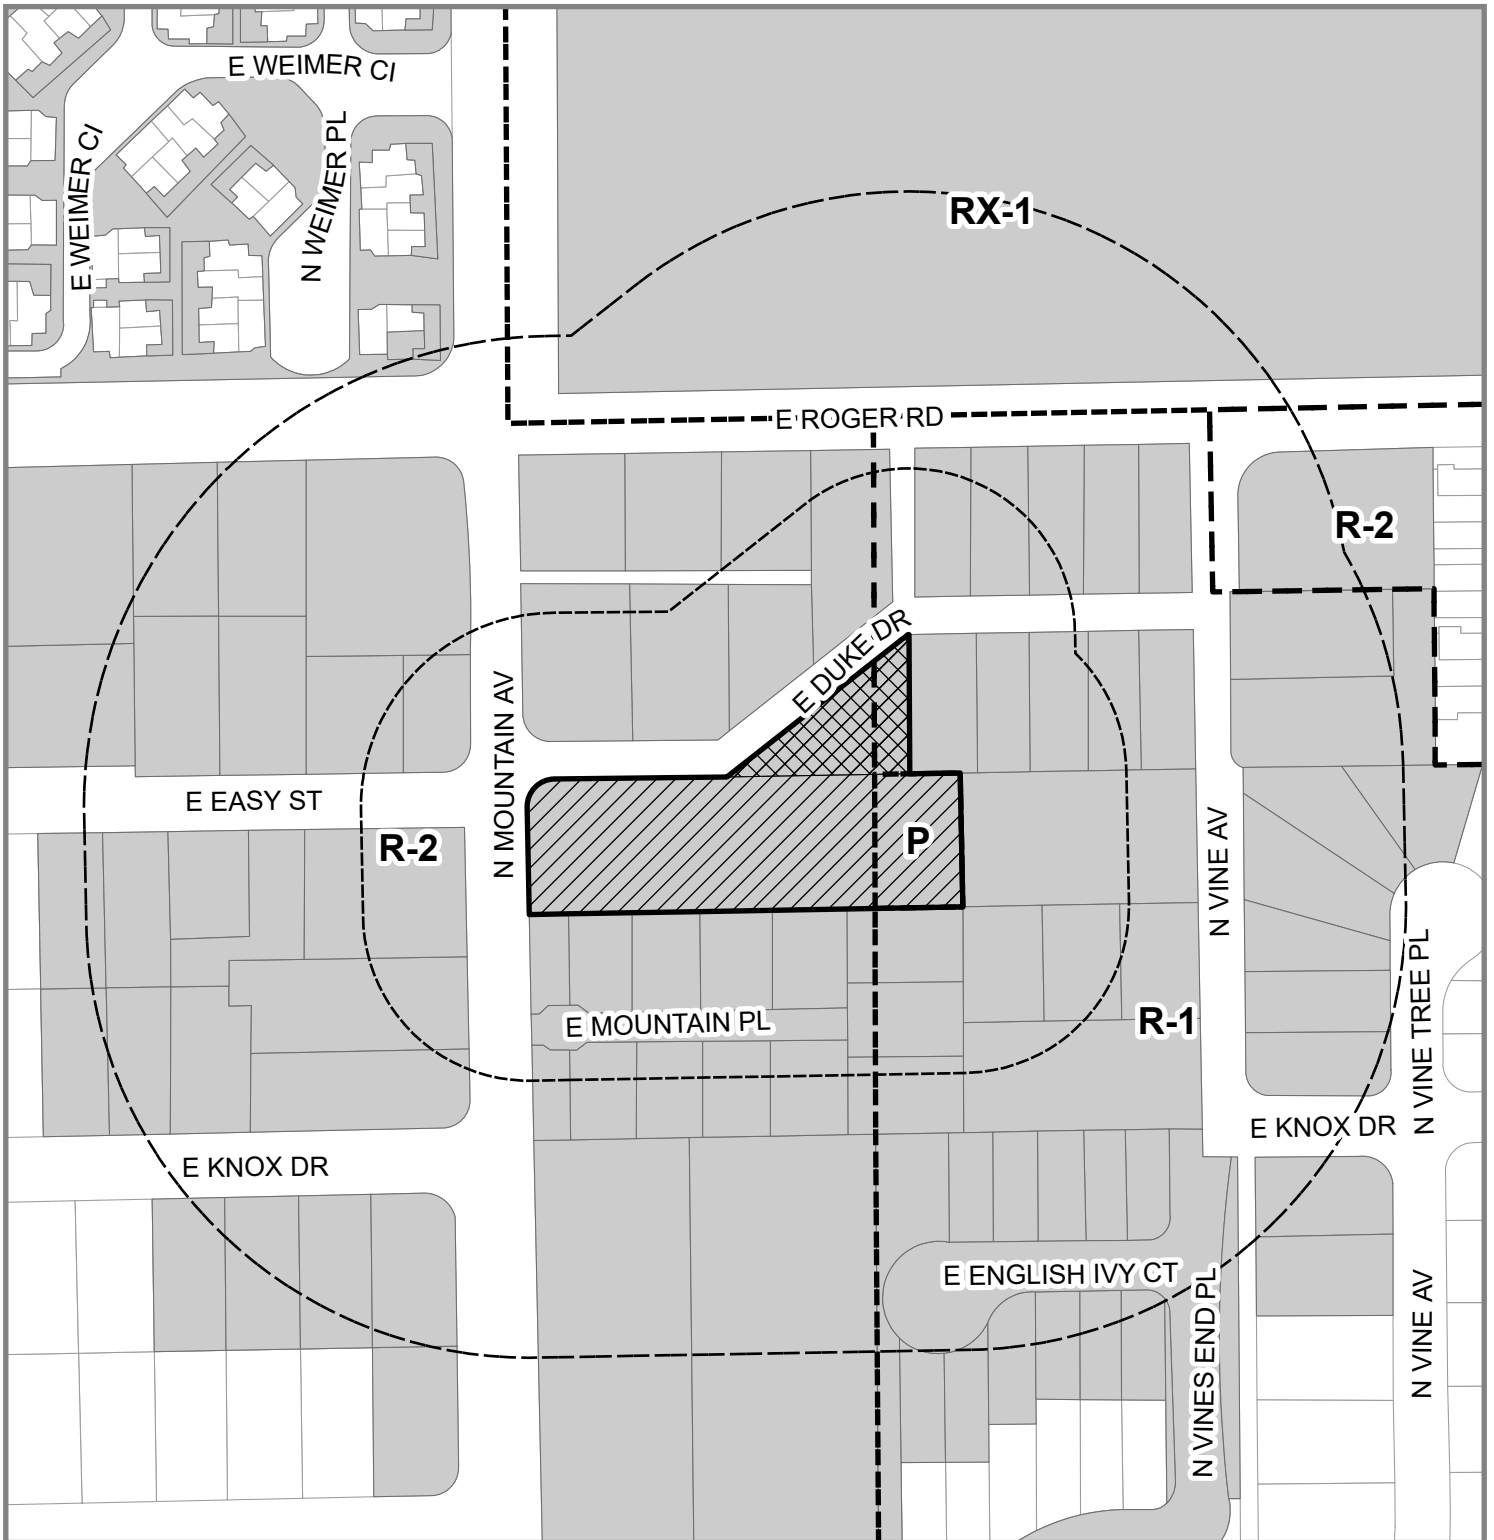 E WEIMER CI
E WEIMER CI
N WEIMER PL
RX-1
E ROGER RD
R-2
E DUKE DR
N MOUNTAIN AV
E EASY ST
R-2
P
N VINE AV
E MOUNTAIN PL
R-1
N VINE TREE PL
E KNOX DR
E KNOX DR
E ENGLISH IVY CT
N VINES END PL
N VINE AV